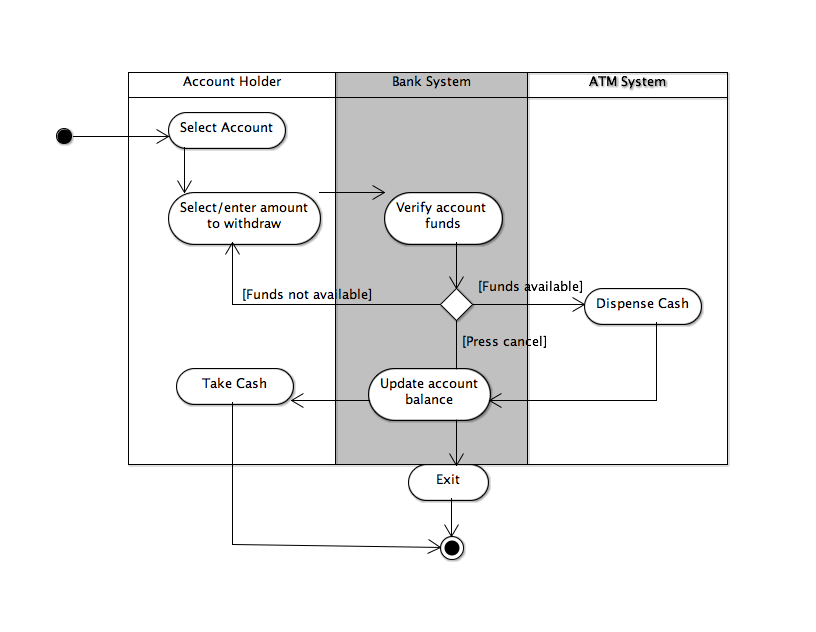 Account Holder
Bank System
ATM System
Select Account
Select/enter amount
to withdraw
Verify account
funds
[Funds not available]
[Funds available]
Dispense Cash
[Press cancel]
Take Cash
Update account
balance
Exit